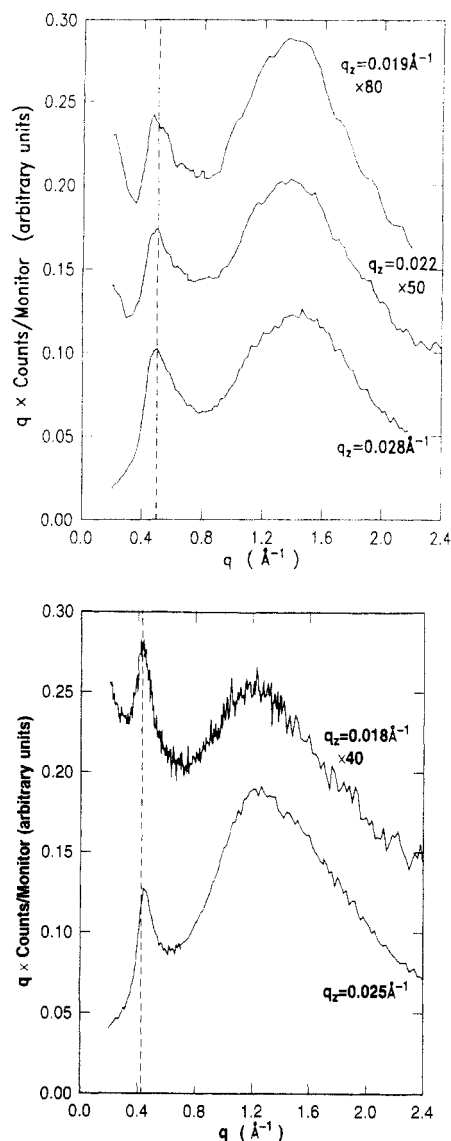 0.30
0.25
0.20
0.15
0.10
0.05
0.00
q × Counts/Monitor (arbitrary units)
q_z=0.019Å⁻¹
×80
q_z=0.022
×50
q_z=0.028Å⁻¹
0.0 0.4 0.8 1.2 1.6 2.0 2.4
q ( Å⁻¹)
0.30
0.25
0.20
0.15
0.10
0.05
0.00
q × Counts/Monitor (arbitrary units)
q_z=0.018Å⁻¹
×40
q_z=0.025Å⁻¹
0.0 0.4 0.8 1.2 1.6 2.0 2.4
q (Å⁻¹)